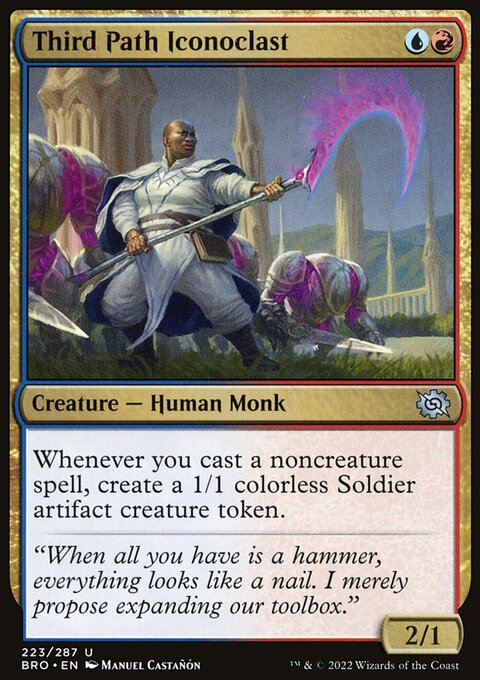 Third Path Iconoclast
Creature — Human Monk
Whenever you cast a noncreature
spell, create a 1/1 colorless Soldier
artifact creature token.
“When all you have is a hammer,
everything looks like a nail. I merely
propose expanding our toolbox.”
2/1
223/287 U
BRO • EN Manuel Castañón
™ & © 2022 Wizards of the Coast